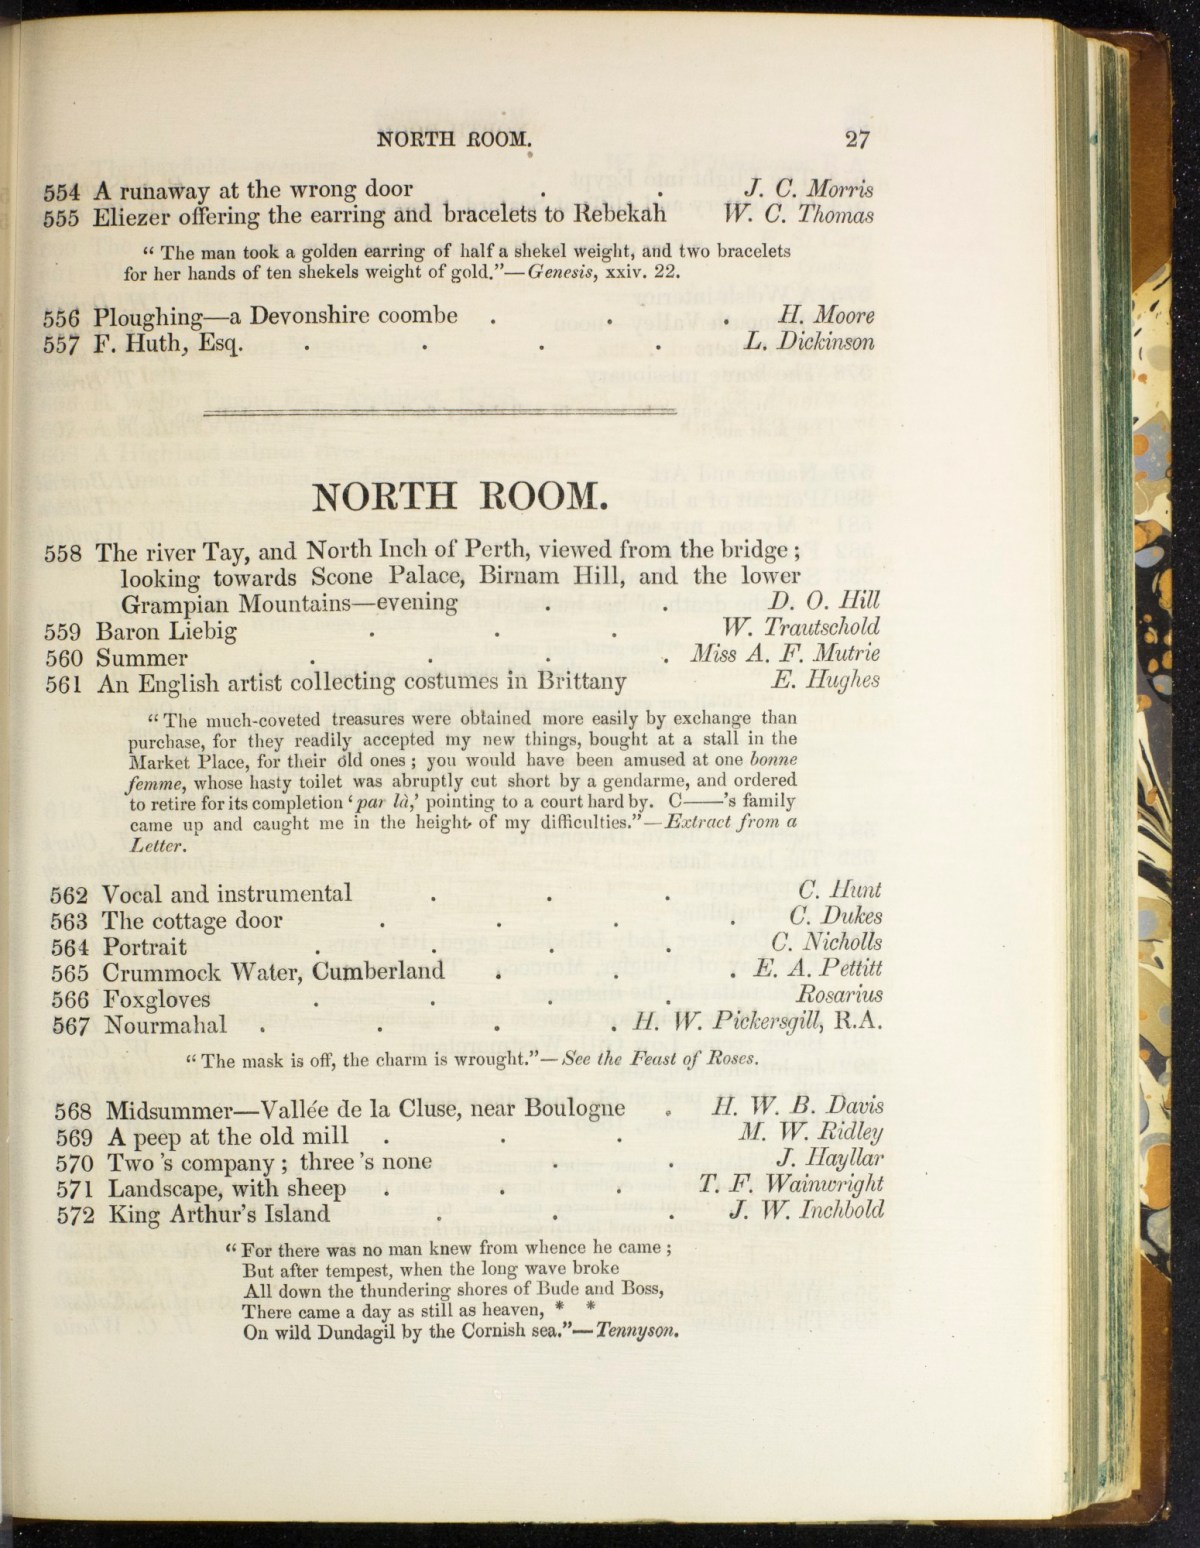 NORTH ROOM. 27
554 A runaway at the wrong door . . J. C. Morris
555 Eliezer offering the earring and bracelets to Rebekah W. C. Thomas
“ The man took a golden earring of half a shekel weight, and two bracelets
for her hands of ten shekels weight of gold.”—Genesis, xxiv. 22.
556 Ploughing—a Devonshire coombe . . . H. Moore
557 F. Huth, Esq. . . . . L. Dickinson
NORTH ROOM.
558 The river Tay, and North Inch of Perth, viewed from the bridge ;
looking towards Scone Palace, Birnam Hill, and the lower
Grampian Mountains—evening . . D. O. Hill
559 Baron Liebig . . . W. Trautschold
560 Summer . . . . Miss A. F. Mutrie
561 An English artist collecting costumes in Brittany E. Hughes
“ The much-coveted treasures were obtained more easily by exchange than
purchase, for they readily accepted my new things, bought at a stall in the
Market Place, for their old ones ; you would have been amused at one bonne
femme, whose hasty toilet was abruptly cut short by a gendarme, and ordered
to retire for its completion ‘ par là,’ pointing to a court hard by. C——’s family
came up and caught me in the height of my difficulties.”—Extract from a
Letter.
562 Vocal and instrumental . . . C. Hunt
563 The cottage door . . . . C. Dukes
564 Portrait . . . . C. Nicholls
565 Crummock Water, Cumberland . . . E. A. Pettitt
566 Foxgloves . . . . Rosarius
567 Nourmahal . . . . H. W. Pickersgill, R.A.
“ The mask is off, the charm is wrought.”—See the Feast of Roses.
568 Midsummer—Vallée de la Cluse, near Boulogne . H. W. B. Davis
569 A peep at the old mill . . . M. W. Ridley
570 Two ’s company ; three ’s none . . J. Hayllar
571 Landscape, with sheep . . . T. F. Wainwright
572 King Arthur’s Island . . . J. W. Inchbold
“ For there was no man knew from whence he came ;
But after tempest, when the long wave broke
All down the thundering shores of Bude and Boss,
There came a day as still as heaven, * *
On wild Dundagil by the Cornish sea.”—Tennyson.